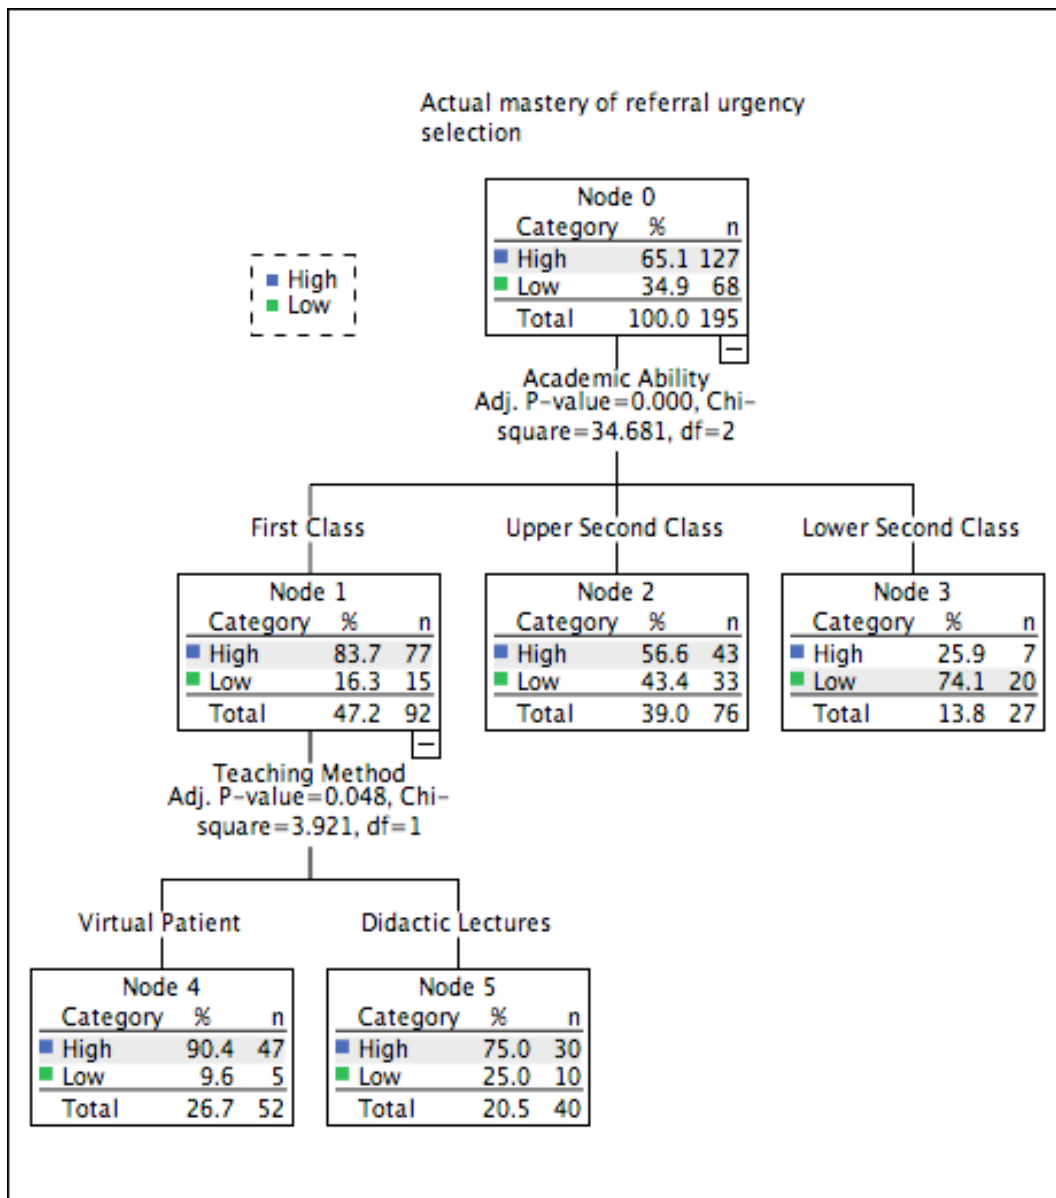 Actual mastery of referral urgency
selection
Node 0
Category % n
High 65.1 127
Low 34.9 68
Total 100.0 195
High
Low
Academic Ability
Adj. P-value=0.000, Chi-
square=34.681, df=2
First Class
Upper Second Class
Lower Second Class
Node 1
Category % n
High 83.7 77
Low 16.3 15
Total 47.2 92
Node 2
Category % n
High 56.6 43
Low 43.4 33
Total 39.0 76
Node 3
Category % n
High 25.9 7
Low 74.1 20
Total 13.8 27
Teaching Method
Adj. P-value=0.048, Chi-
square=3.921, df=1
Virtual Patient
Didactic Lectures
Node 4
Category % n
High 90.4 47
Low 9.6 5
Total 26.7 52
Node 5
Category % n
High 75.0 30
Low 25.0 10
Total 20.5 40